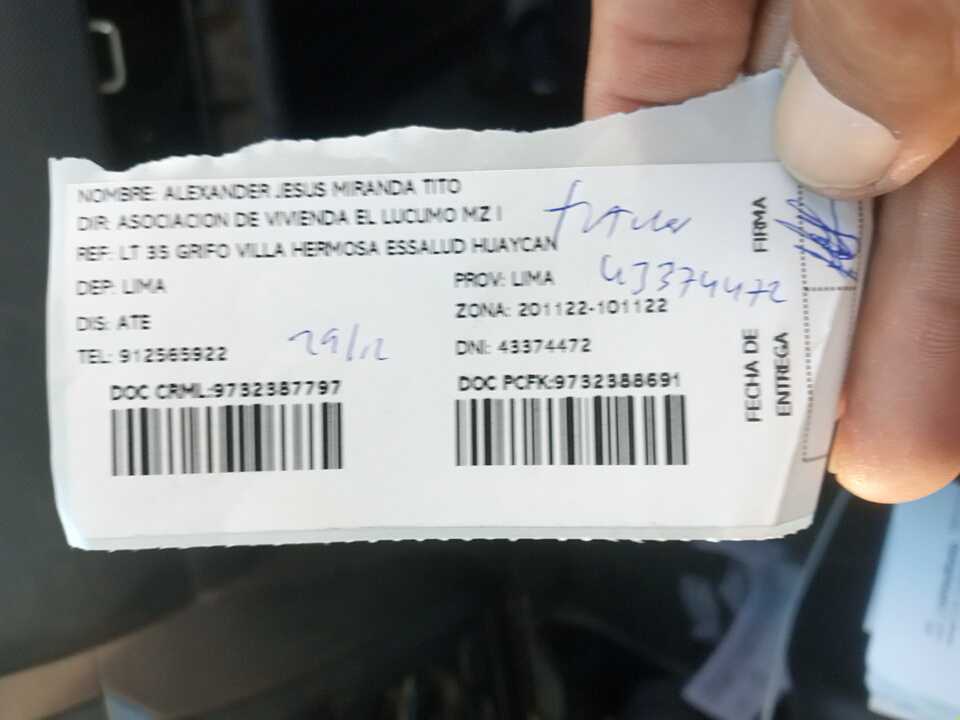 NOMBRE: ALEXANDER JESUS MIRANDA TITO
DIR: ASOCIACION DE VIVIENDA EL LUCUMO MZ I
REF: LT 35 GRIFO VILLA HERMOSA ESSALUD HUAYCAN
DEP: LIMA PROV: LIMA
43374472
DIS: ATE ZONA: 201122-101122
TEL: 912565922 29/12 DNI: 43374472
DOC CRML:9732387797 DOC PCFK:9732388691
FIRMA
FECHA DE
ENTREGA